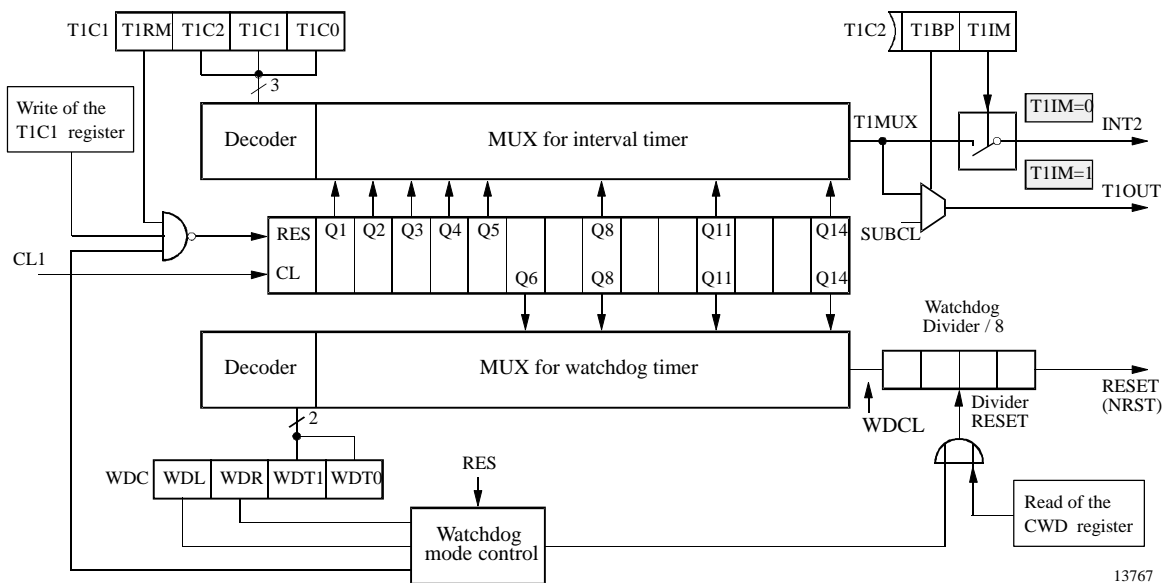 T1C1 T1RM T1C2 T1C1 T1C0
T1C2 T1BP T1IM
3
Write of the
T1C1 register
Decoder
MUX for interval timer
T1MUX
T1IM=0
INT2
T1IM=1
T1OUT
SUBCL
RES Q1 Q2 Q3 Q4 Q5 Q8 Q11 Q14
CL1
CL Q6 Q8 Q11 Q14
Watchdog
Divider / 8
Decoder
MUX for watchdog timer
RESET
(NRST)
2
WDCL
Divider
RESET
WDC WDL WDR WDT1 WDT0
RES
Watchdog
mode control
Read of the
CWD register
13767